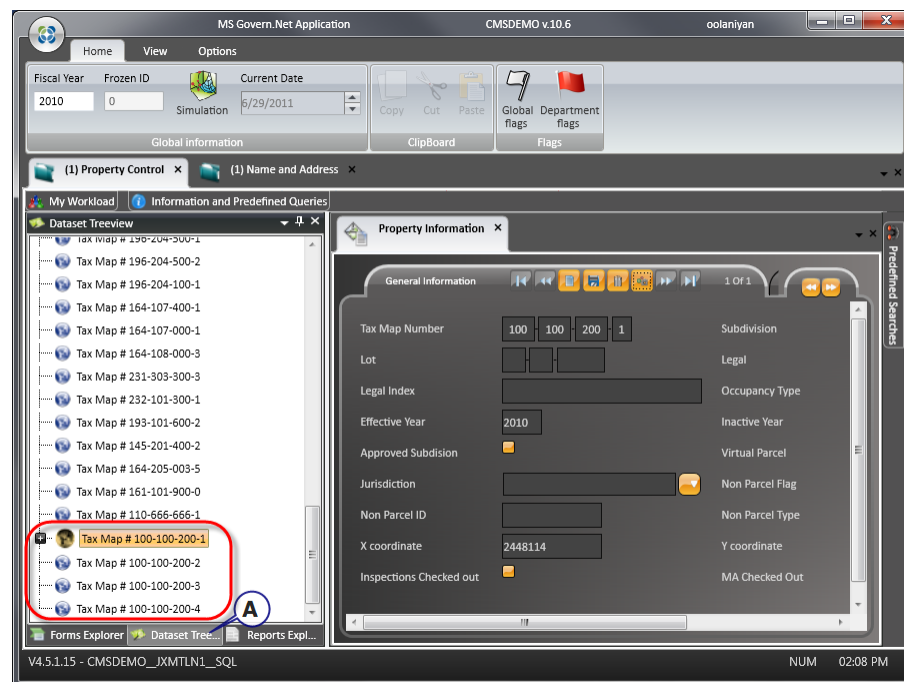 MS Govern.Net Application CMSDEMO v.10.6 oolaniyan
Home View Options
Fiscal Year Frozen ID Current Date
2010 0 Simulation 6/29/2011 Copy Cut Paste Global flags Department flags
Global information ClipBoard Flags
(1) Property Control × (1) Name and Address ×
My Workload Information and Predefined Queries
Dataset Treeview
Tax Map # 196-204-500-1
Tax Map # 196-204-500-2
Tax Map # 196-204-100-1
Tax Map # 164-107-400-1
Tax Map # 164-107-000-1
Tax Map # 164-108-000-3
Tax Map # 231-303-300-3
Tax Map # 232-101-300-1
Tax Map # 193-101-600-2
Tax Map # 145-201-400-2
Tax Map # 164-205-003-5
Tax Map # 161-101-900-0
Tax Map # 110-666-666-1
Tax Map # 100-100-200-1
Tax Map # 100-100-200-2
Tax Map # 100-100-200-3
Tax Map # 100-100-200-4
A
Forms Explorer Dataset Tree... Reports Expl...
Property Information ×
General Information 1 Of 1
Tax Map Number 100 - 100 - 200 - 1 Subdivision
Lot - - Legal
Legal Index Occupancy Type
Effective Year 2010 Inactive Year
Approved Subdision Virtual Parcel
Jurisdiction Non Parcel Flag
Non Parcel ID Non Parcel Type
X coordinate 2448114 Y coordinate
Inspections Checked out MA Checked Out
Predefined Searches
V4.5.1.15 - CMSDEMO__JXMTLN1__SQL NUM 02:08 PM